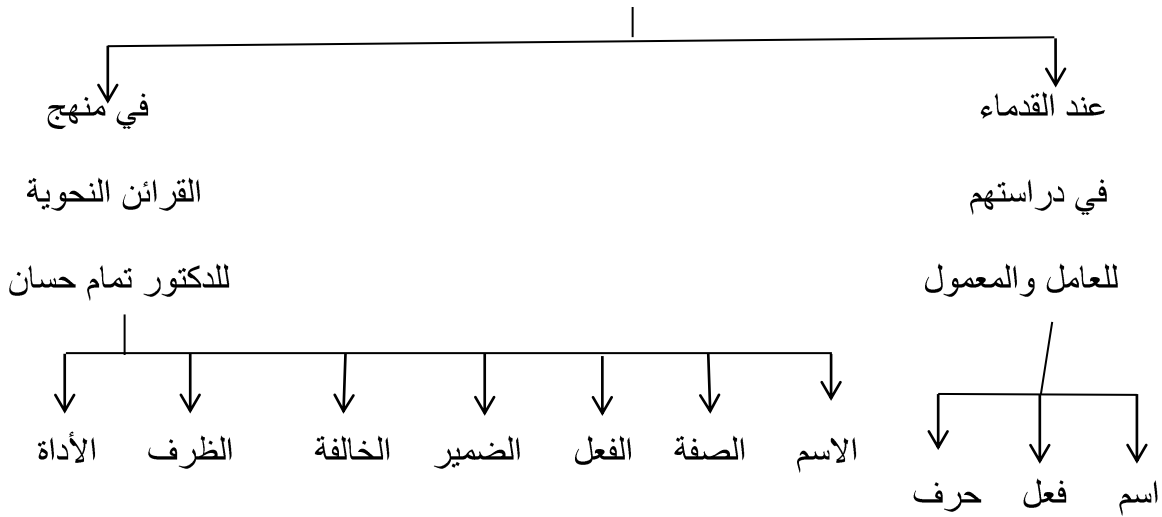 عند القدماء
في دراستهم
للعامل والمعمول
اسم فعل حرف
في منهج
القرائن النحوية
للدكتور تمام حسان
الاسم الصفة الفعل الضمير الخالفة الظرف الأداة